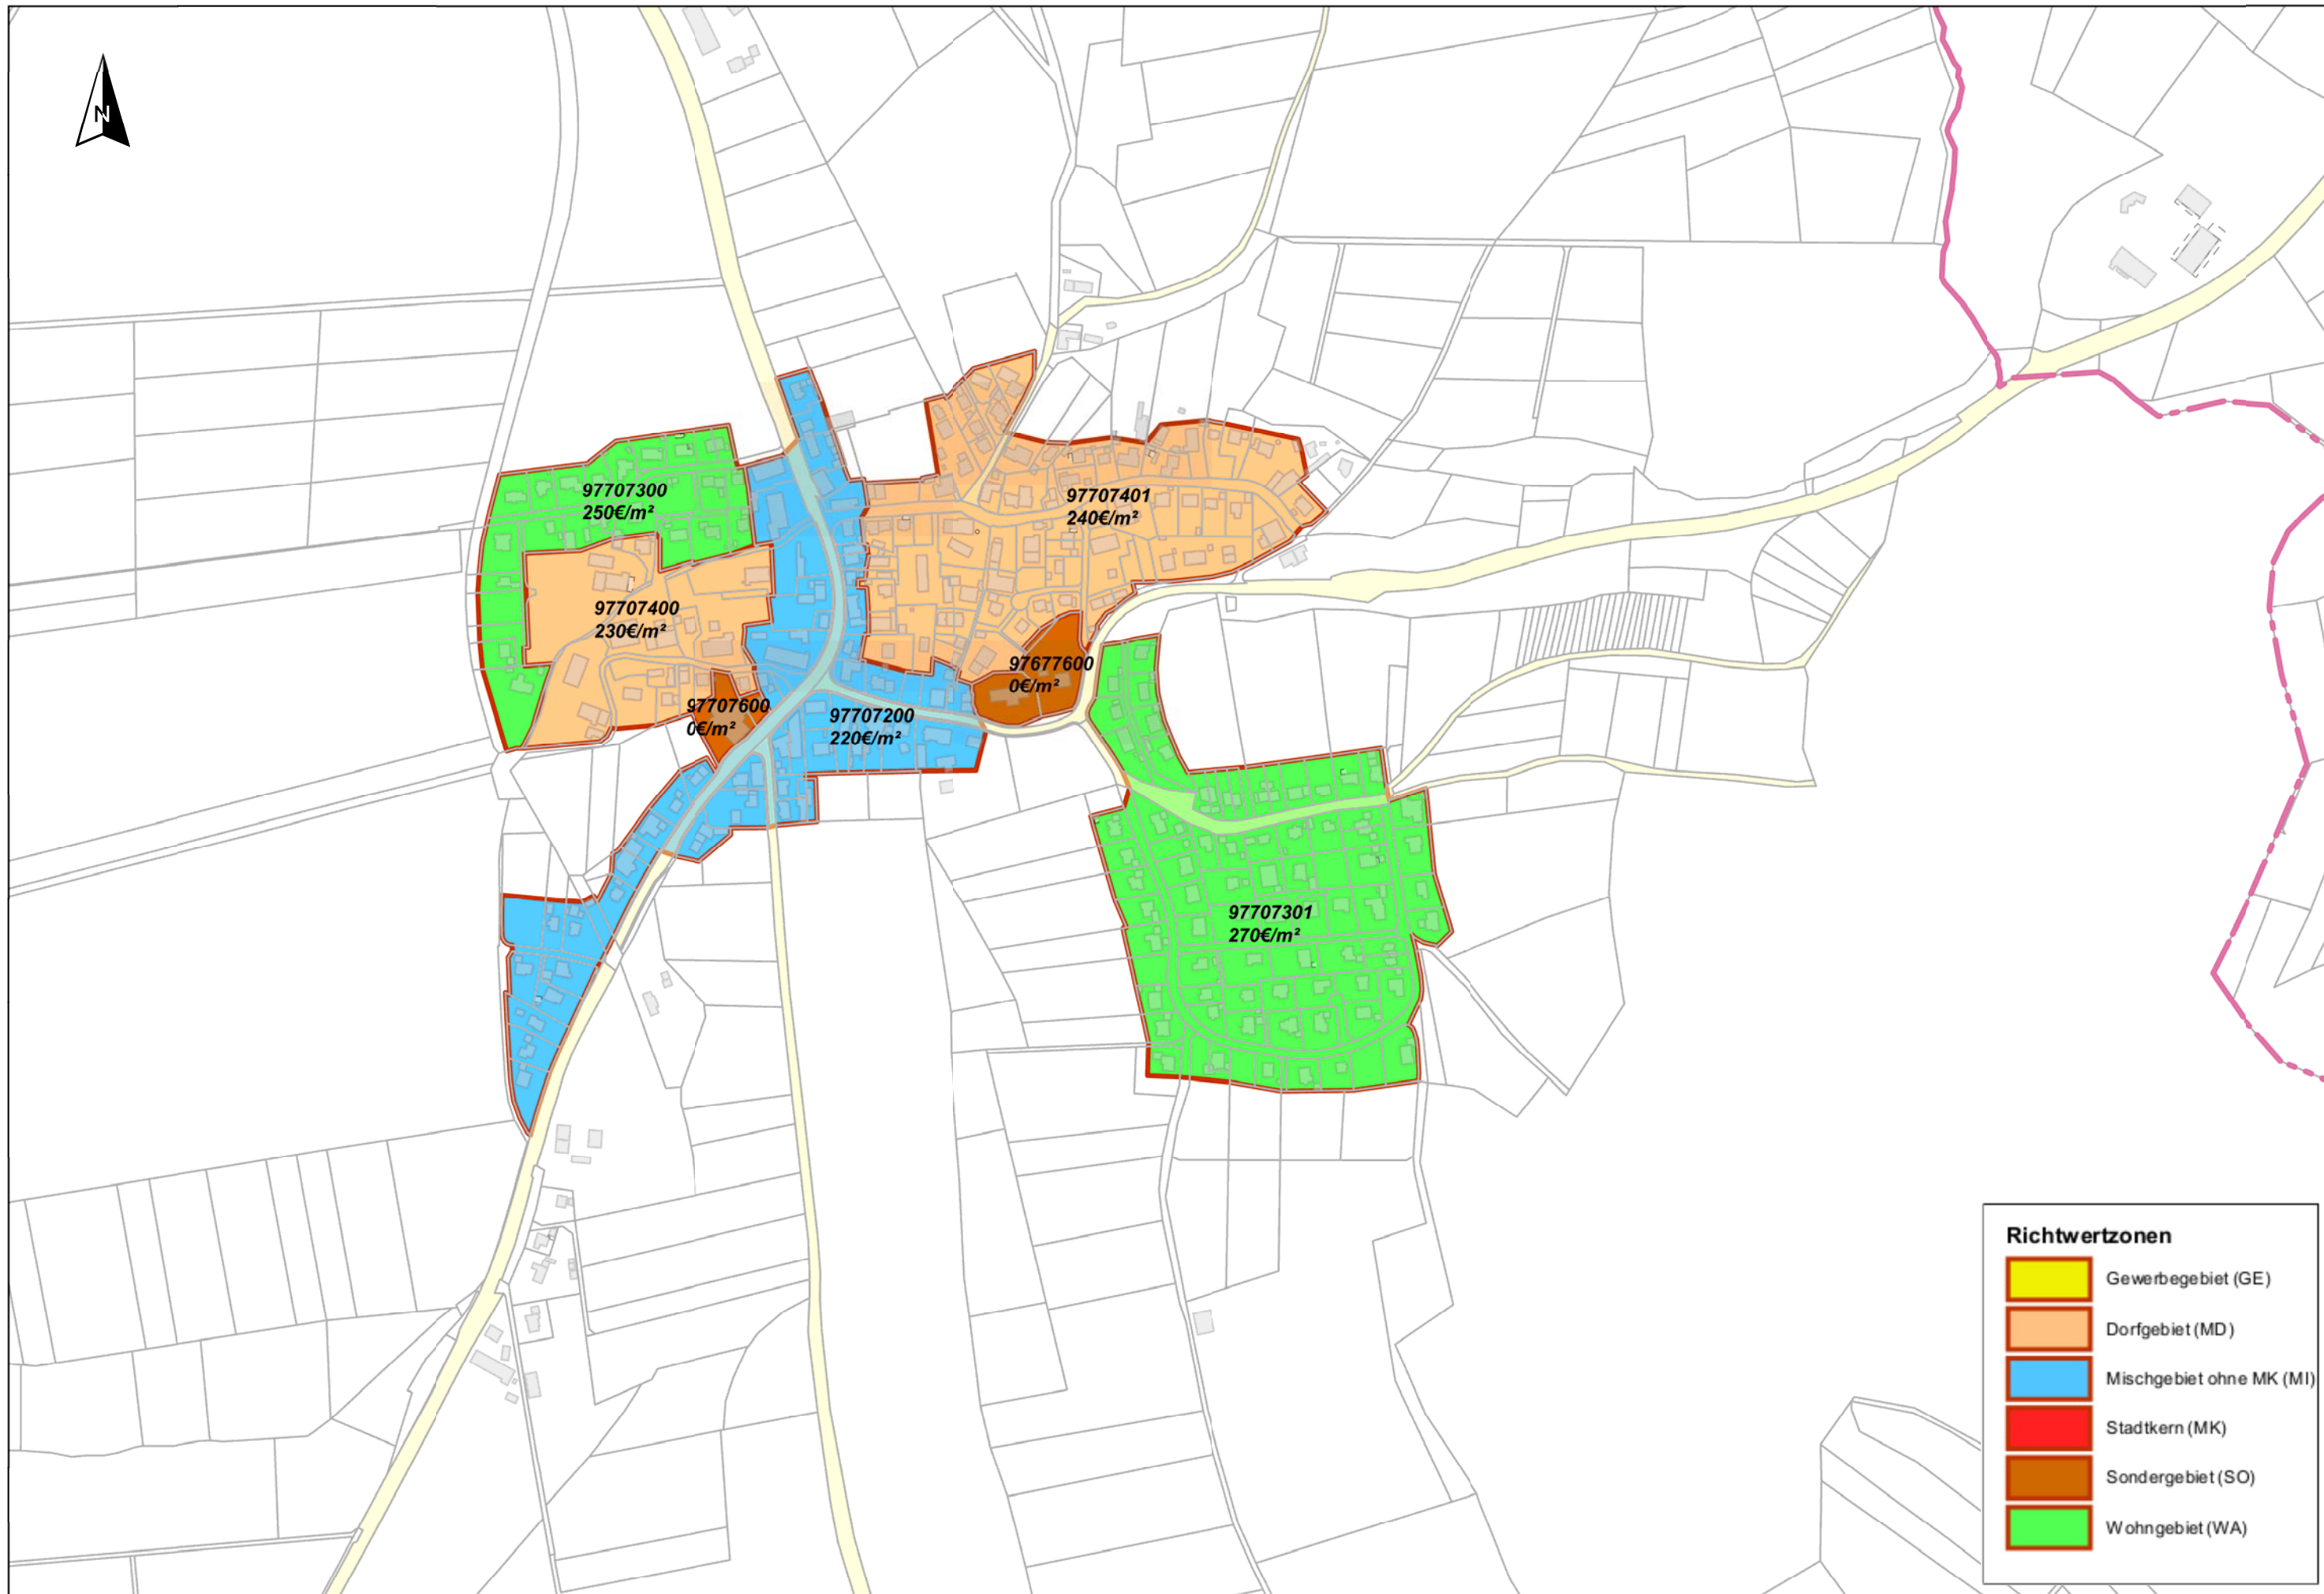 N
97707300
250€/m²
97707401
240€/m²
97707400
230€/m²
97677600
0€/m²
97707600
0€/m²
97707200
220€/m²
97707301
270€/m²
Richtwertzonen
Gewerbegebiet (GE)
Dorfgebiet (MD)
Mischgebiet ohne MK (MI)
Stadtkern (MK)
Sondergebiet (SO)
Wohngebiet (WA)